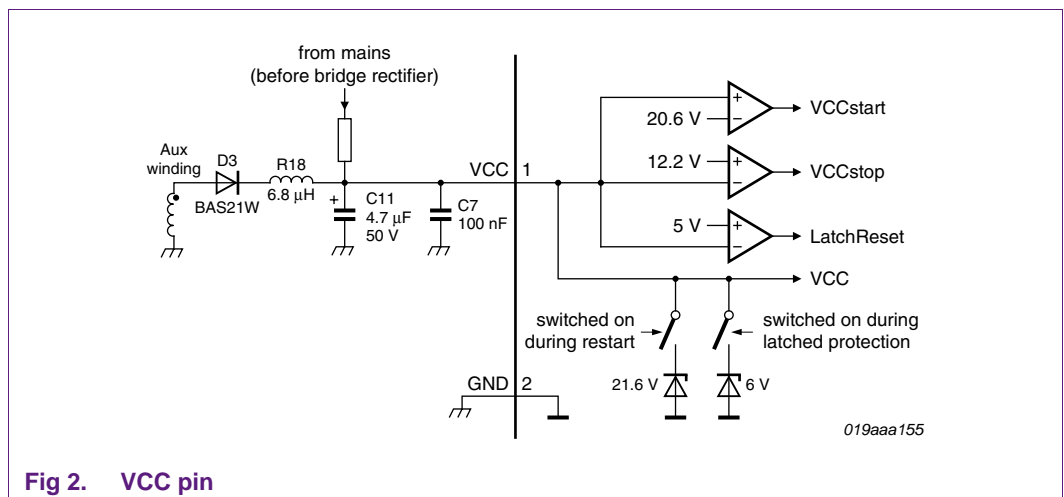 from mains
(before bridge rectifier)
Aux
winding
D3
BAS21W
R18
6.8 μH
+
C11
4.7 μF
50 V
C7
100 nF
VCC
1
GND
2
+
20.6 V
−
VCCstart
12.2 V
+
−
VCCstop
5 V
+
−
LatchReset
VCC
switched on
during restart
switched on during
latched protection
21.6 V
6 V
019aaa155
Fig 2. VCC pin